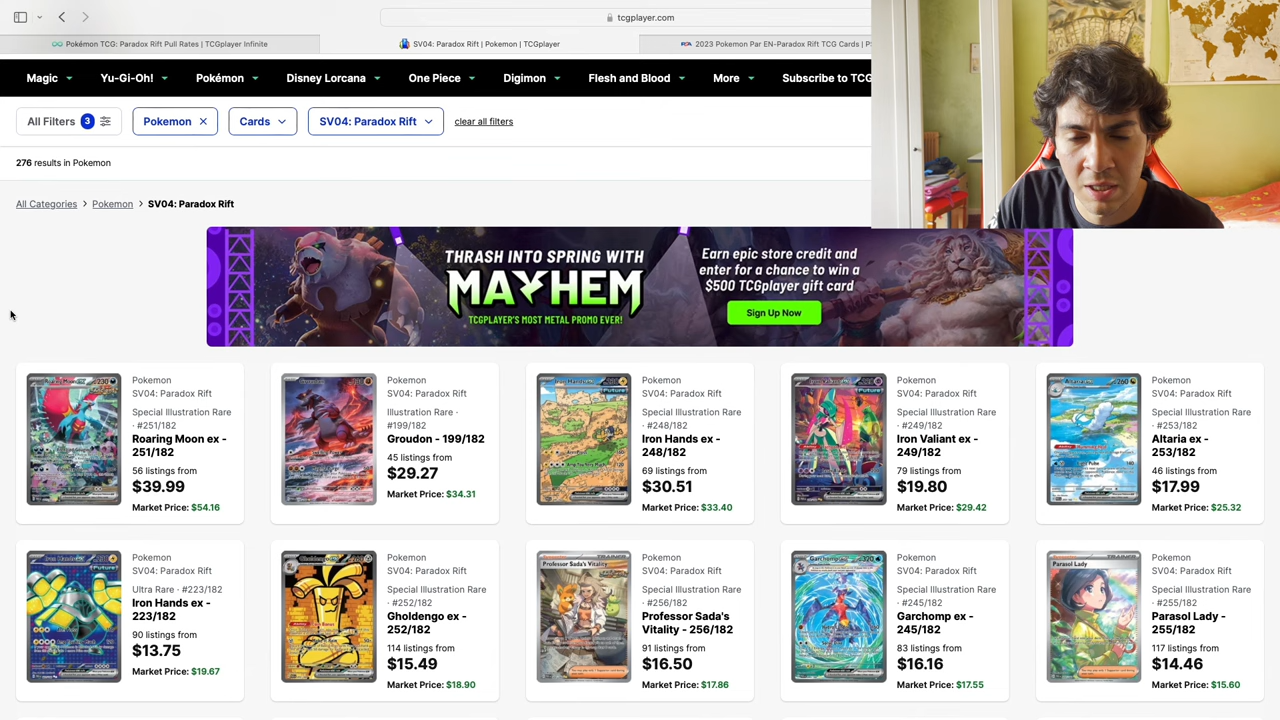 tcgplayer.com
Pokémon TCG: Paradox Rift Pull Rates | TCGplayer Infinite
SV04: Paradox Rift | Pokemon | TCGplayer
2023 Pokemon Par EN-Paradox Rift TCG Cards |
Magic
Yu-Gi-Oh!
Pokémon
Disney Lorcana
One Piece
Digimon
Flesh and Blood
More
Subscribe to TCG
All Filters 3
Pokemon
Cards
SV04: Paradox Rift
clear all filters
276 results in Pokemon
All Categories
Pokemon
SV04: Paradox Rift
THRASH INTO SPRING WITH
MAYHEM
TCGPLAYER'S MOST METAL PROMO EVER!
Earn epic store credit and
enter for a chance to win a
$500 TCGplayer gift card
Sign Up Now
Pokemon
SV04: Paradox Rift
Special Illustration Rare
· #251/182
Roaring Moon ex -
251/182
56 listings from
$39.99
Market Price: $54.16
Pokemon
SV04: Paradox Rift
Illustration Rare ·
#199/182
Groudon - 199/182
45 listings from
$29.27
Market Price: $34.31
Pokemon
SV04: Paradox Rift
Special Illustration Rare
· #248/182
Iron Hands ex -
248/182
69 listings from
$30.51
Market Price: $33.40
Pokemon
SV04: Paradox Rift
Special Illustration Rare
· #249/182
Iron Valiant ex -
249/182
79 listings from
$19.80
Market Price: $29.42
Pokemon
SV04: Paradox Rift
Special Illustration Rare
· #253/182
Altaria ex -
253/182
46 listings from
$17.99
Market Price: $25.32
Pokemon
SV04: Paradox Rift
Ultra Rare · #223/182
Iron Hands ex -
223/182
90 listings from
$13.75
Market Price: $19.67
Pokemon
SV04: Paradox Rift
Special Illustration Rare
· #252/182
Gholdengo ex -
252/182
114 listings from
$15.49
Market Price: $18.90
Professor Sada's Vitality
Pokemon
SV04: Paradox Rift
Special Illustration Rare
· #256/182
Professor Sada's
Vitality - 256/182
91 listings from
$16.50
Market Price: $17.86
Pokemon
SV04: Paradox Rift
Special Illustration Rare
· #245/182
Garchomp ex -
245/182
83 listings from
$16.16
Market Price: $17.55
Parasol Lady
Pokemon
SV04: Paradox Rift
Special Illustration Rare
· #255/182
Parasol Lady -
255/182
117 listings from
$14.46
Market Price: $15.60